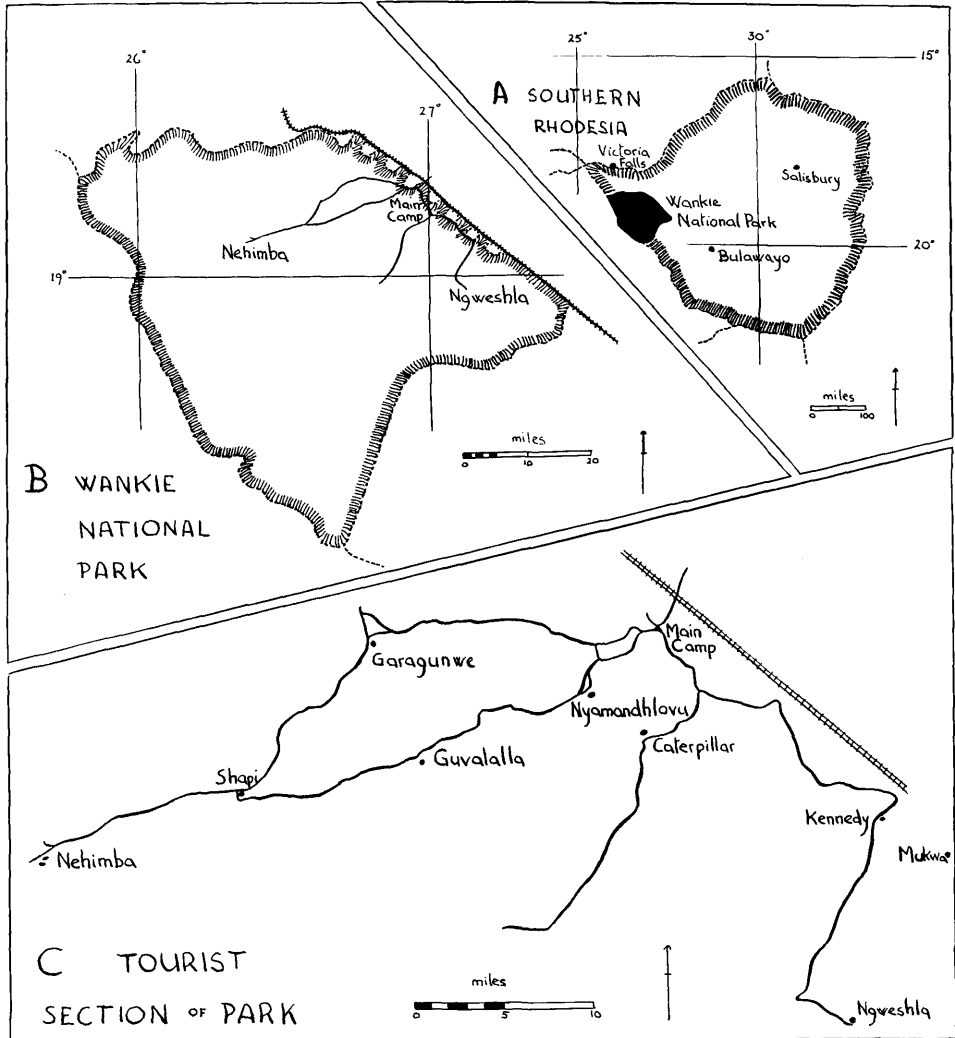 A SOUTHERN
RHODESIA
25°
30°
15°
Victoria
Falls
Salisbury
Wankie
National Park
20°
Bulawayo
miles
0 100
26°
27°
Main
Camp
Nehimba
19°
Ngweshla
miles
0 10 20
B WANKIE
NATIONAL
PARK
Main
Camp
Garagunwe
Nyamandhlovu
Caterpillar
Guvalalla
Shapi
Kennedy
Mukwa
Nehimba
Ngweshla
C TOURIST
SECTION OF PARK
miles
0 5 10